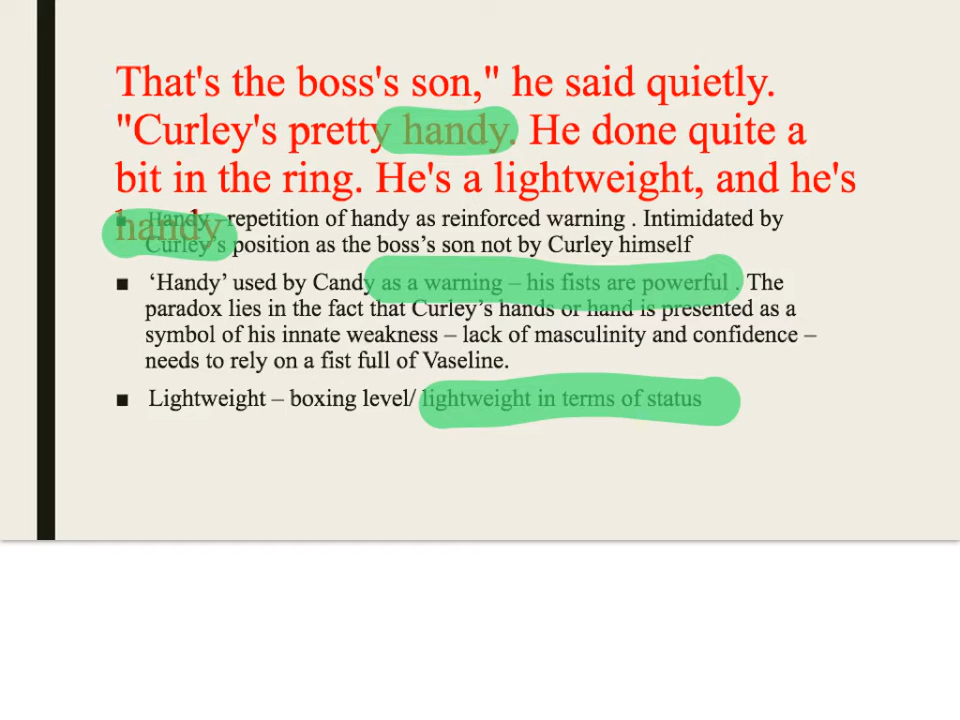 That's the boss's son," he said quietly.
"Curley's pretty handy. He done quite a
bit in the ring. He's a lightweight, and he's
handy
■ Handy- repetition of handy as reinforced warning . Intimidated by
Curley's position as the boss’s son not by Curley himself
■ ‘Handy’ used by Candy as a warning – his fists are powerful . The
paradox lies in the fact that Curley’s hands or hand is presented as a
symbol of his innate weakness – lack of masculinity and confidence –
needs to rely on a fist full of Vaseline.
■ Lightweight – boxing level/ lightweight in terms of status